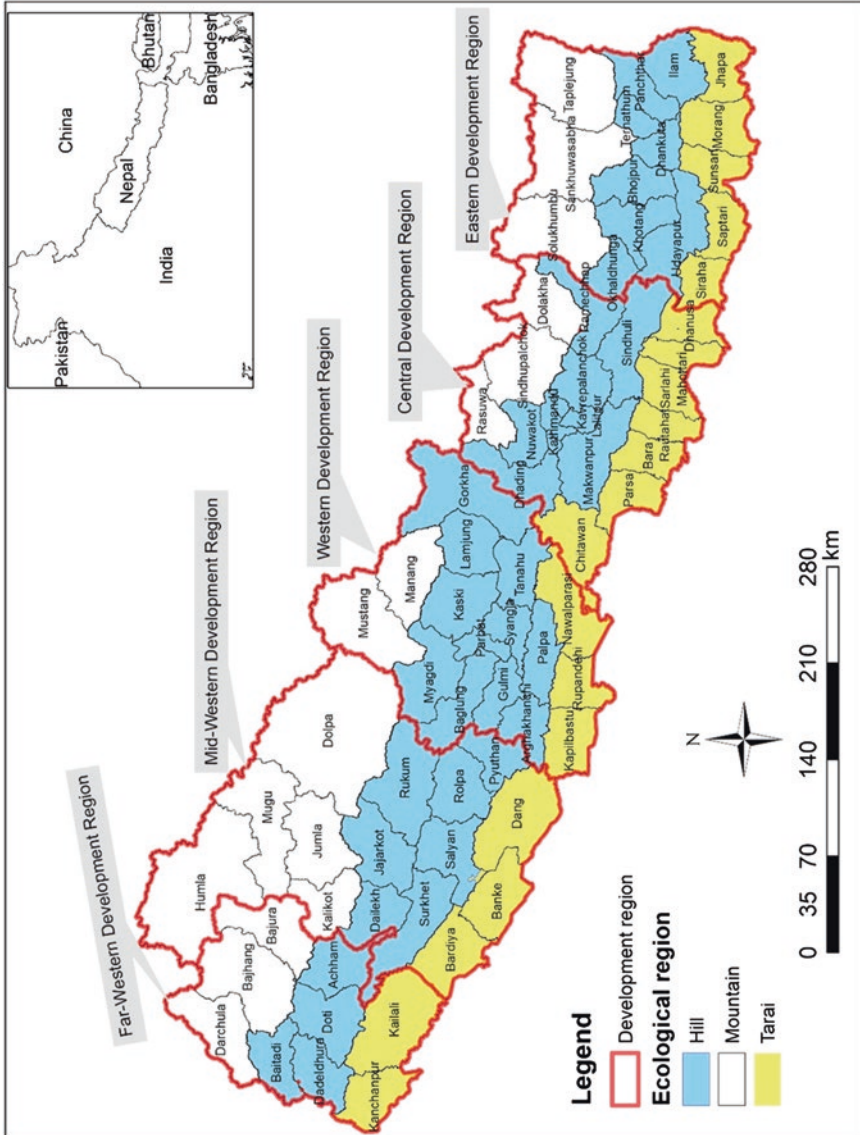 China
Nepal
Bhutan
Pakistan
India
Bangladesh
Far-Western Development Region
Mid-Western Development Region
Western Development Region
Central Development Region
Eastern Development Region
Darchula
Bajhang
Bajura
Humla
Baitadi
Dadeldhura
Doti
Achham
Kanchanpur
Kailali
Mugu
Dolpa
Jumla
Kalikot
Dailekh
Jajarkot
Rukum
Surkhet
Salyan
Rolpa
Pyuthan
Bardiya
Banke
Dang
Mustang
Manang
Myagdi
Kaski
Lamjung
Gorkha
Baglung
Parbat
Gulmi
Syangja
Tanahu
Arghakhanchi
Palpa
Kapilbastu
Rupandehi
Nawalparasi
Rasuwa
Sindhupalchok
Dolakha
Nuwakot
Dhading
Kathmandu
Kavrepalanchok
Ramechhap
Lalitpur
Makwanpur
Sindhuli
Chitawan
Parsa
Bara
Rautahat
Sarlahi
Mahottari
Dhanusa
Solukhumbu
Sankhuwasabha
Taplejung
Okhaldhunga
Khotang
Bhojpur
Terhathum
Panchthar
Dhankuta
Ilam
Udayaput
Siraha
Saptari
Sunsari
Morang
Jhapa
N
0 35 70 140 210 280
km
Legend
Development region
Ecological region
Hill
Mountain
Tarai